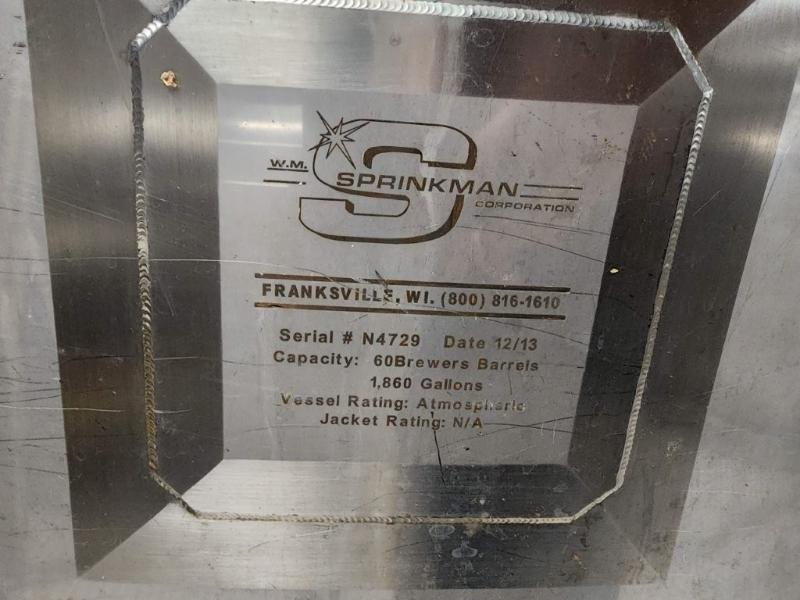 S
W.M. SPRINKMAN
CORPORATION
FRANKSVILLE, WI. (800) 816-1610
Serial # N4729 Date 12/13
Capacity: 60Brewers Barrels
1,860 Gallons
Vessel Rating: Atmospheric
Jacket Rating: N/A